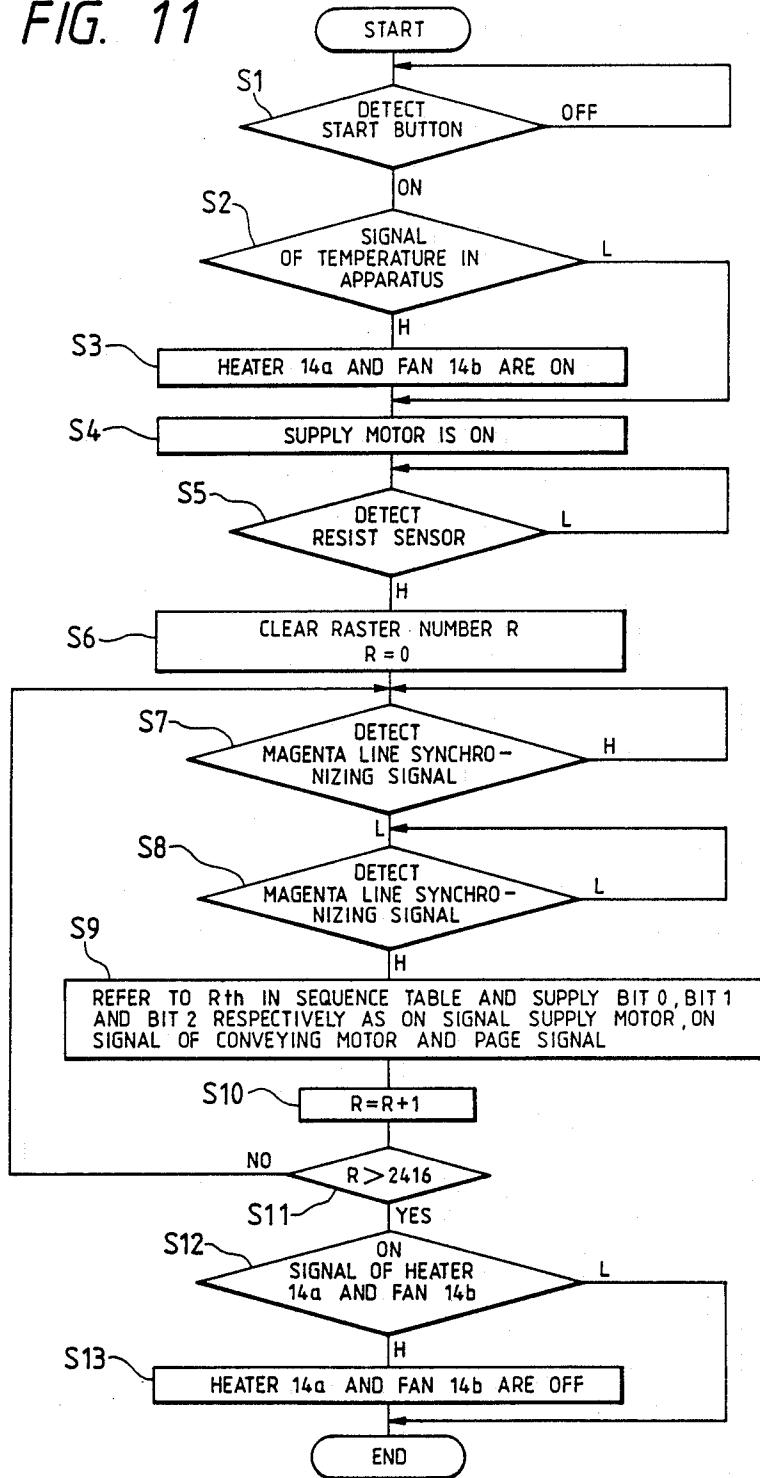 FIG. 11
START
S1
DETECT
START BUTTON
OFF
ON
S2
SIGNAL
OF TEMPERATURE IN
APPARATUS
L
H
S3
HEATER 14a AND FAN 14b ARE ON
S4
SUPPLY MOTOR IS ON
S5
DETECT
RESIST SENSOR
L
H
S6
CLEAR RASTER NUMBER R
R = 0
S7
DETECT
MAGENTA LINE SYNCHRO-
NIZING SIGNAL
H
L
S8
DETECT
MAGENTA LINE SYNCHRO-
NIZING SIGNAL
L
H
S9
REFER TO Rth IN SEQUENCE TABLE AND SUPPLY BIT 0, BIT 1
AND BIT 2 RESPECTIVELY AS ON SIGNAL SUPPLY MOTOR, ON
SIGNAL OF CONVEYING MOTOR AND PAGE SIGNAL
S10
R=R+1
NO
R > 2416
S11
YES
S12
ON
SIGNAL OF HEATER
14a AND FAN 14b
L
H
S13
HEATER 14a AND FAN 14b ARE OFF
END